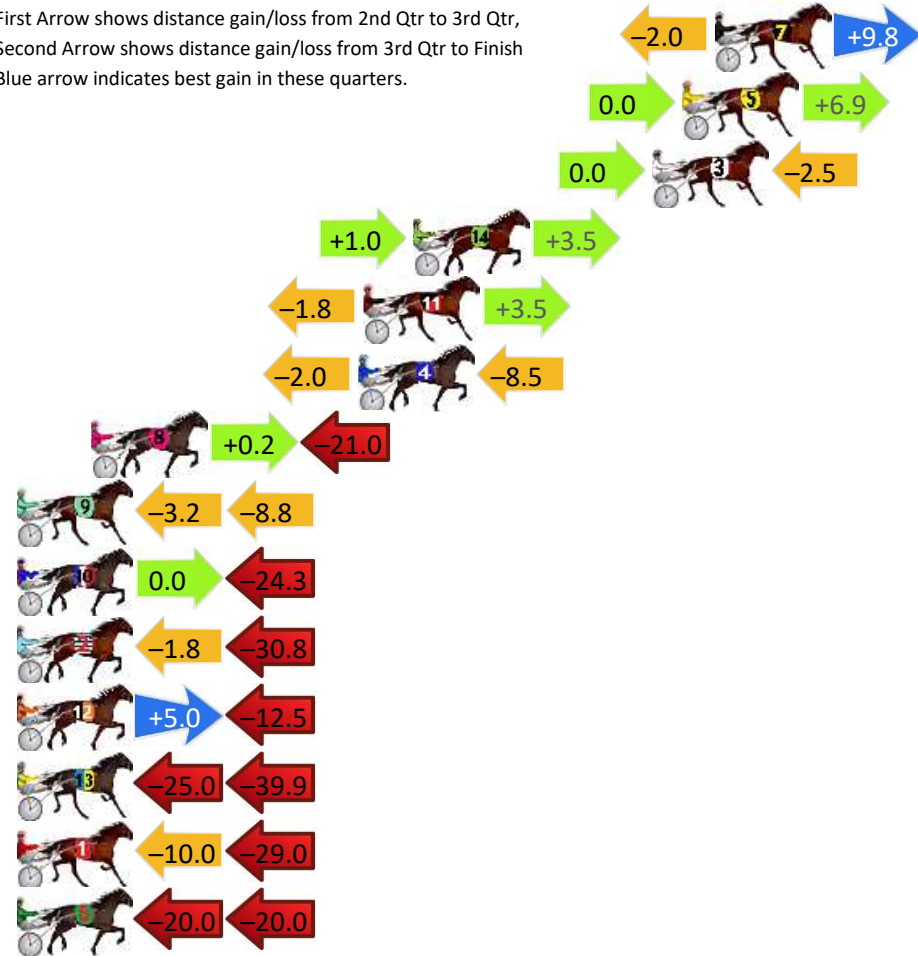 First Arrow shows distance gain/loss from 2nd Qtr to 3rd Qtr,
Second Arrow shows distance gain/loss from 3rd Qtr to Finish
Blue arrow indicates best gain in these quarters.
−2.0 7 +9.8
0.0 5 +6.9
0.0 3 −2.5
+1.0 14 +3.5
−1.8 11 +3.5
−2.0 4 −8.5
8 +0.2 −21.0
9 −3.2 −8.8
10 0.0 −24.3
2 −1.8 −30.8
12 +5.0 −12.5
13 −25.0 −39.9
1 −10.0 −29.0
6 −20.0 −20.0